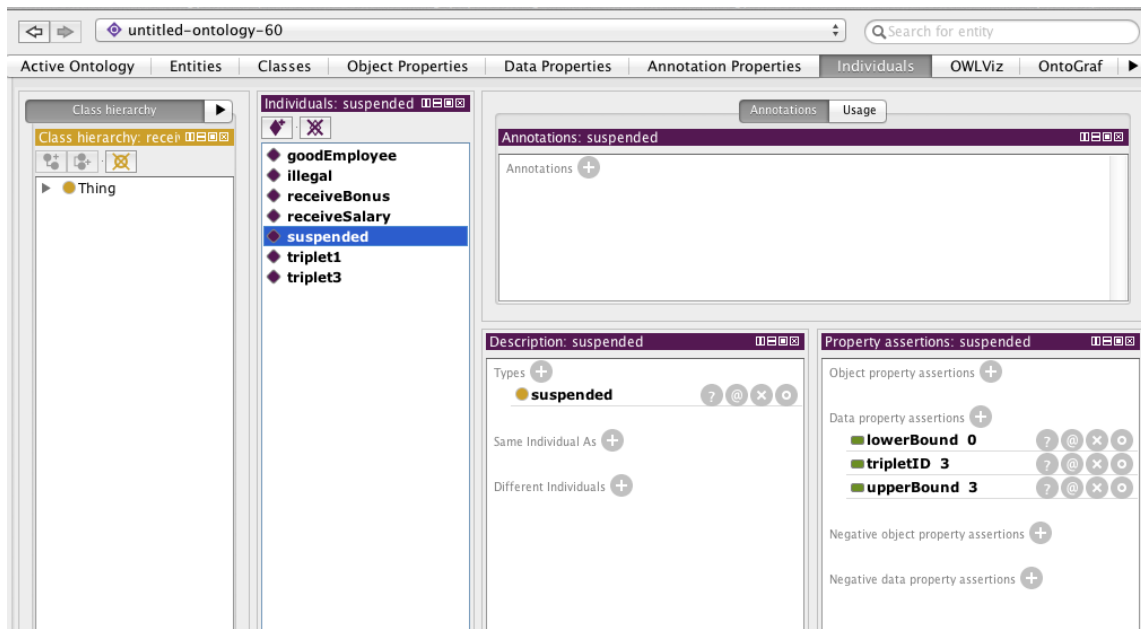 untitled-ontology-60
Search for entity
Active Ontology Entities Classes Object Properties Data Properties Annotation Properties Individuals OWLViz OntoGraf
Class hierarchy
Class hierarchy: recei
Thing
Individuals: suspended
goodEmployee
illegal
receiveBonus
receiveSalary
suspended
triplet1
triplet3
Annotations Usage
Annotations: suspended
Annotations
Description: suspended
Types
suspended
Same Individual As
Different Individuals
Property assertions: suspended
Object property assertions
Data property assertions
lowerBound 0
tripletID 3
upperBound 3
Negative object property assertions
Negative data property assertions